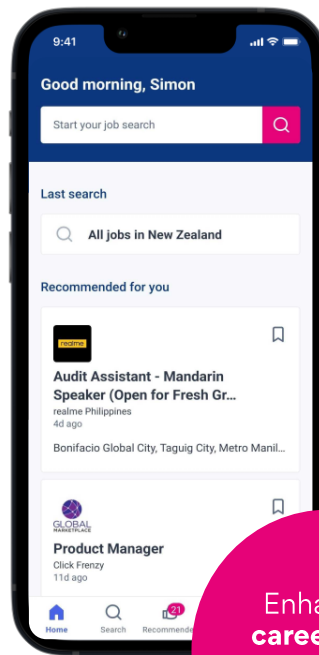 9:41
Good morning, Simon
Start your job search
Last search
All jobs in New Zealand
Recommended for you
realme
Audit Assistant - Mandarin
Speaker (Open for Fresh Gr...
realme Philippines
4d ago
Bonifacio Global City, Taguig City, Metro Manil...
GLOBAL
MARKETPLACE
Product Manager
Click Frenzy
11d ago
21
Home Search Recommende
Enha
caree